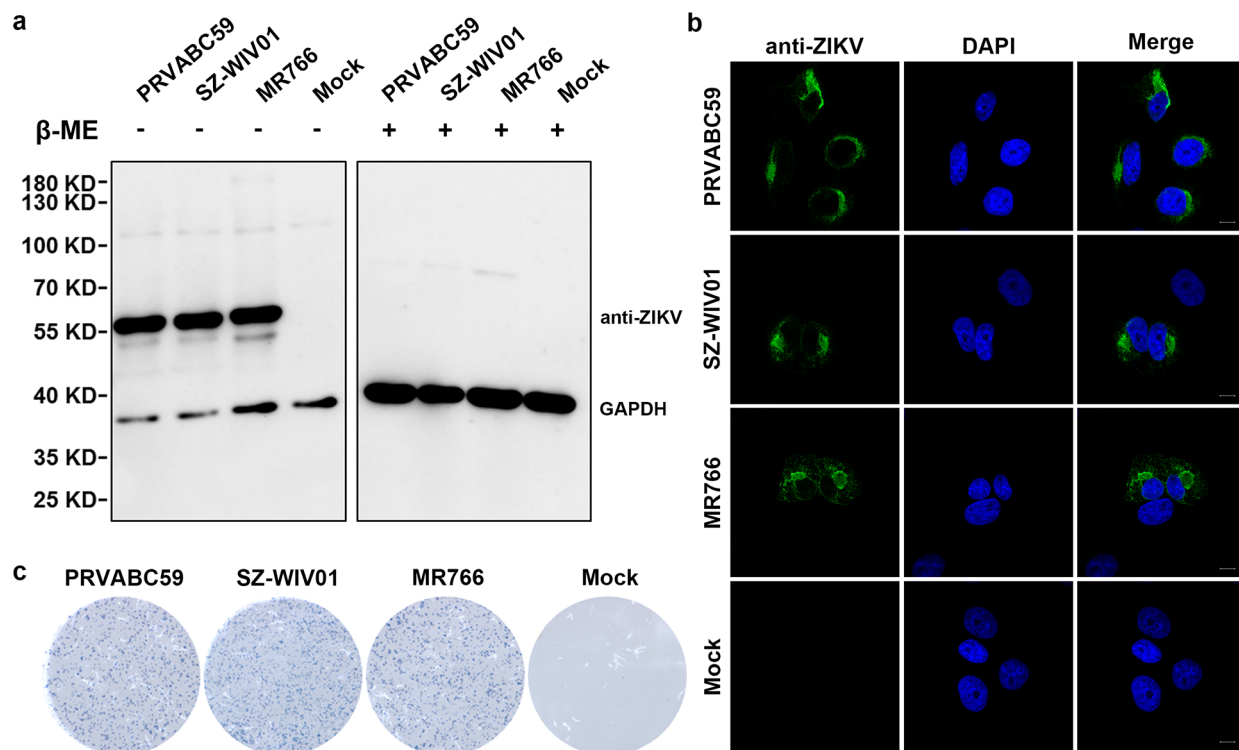 a
PRVABC59 SZ-WIV01 MR766 Mock PRVABC59 SZ-WIV01 MR766 Mock
β-ME - - - - + + + +
180 KD
130 KD
100 KD
70 KD
55 KD
40 KD
35 KD
25 KD
anti-ZIKV
GAPDH
b
anti-ZIKV DAPI Merge
PRVABC59
SZ-WIV01
MR766
Mock
c
PRVABC59 SZ-WIV01 MR766 Mock